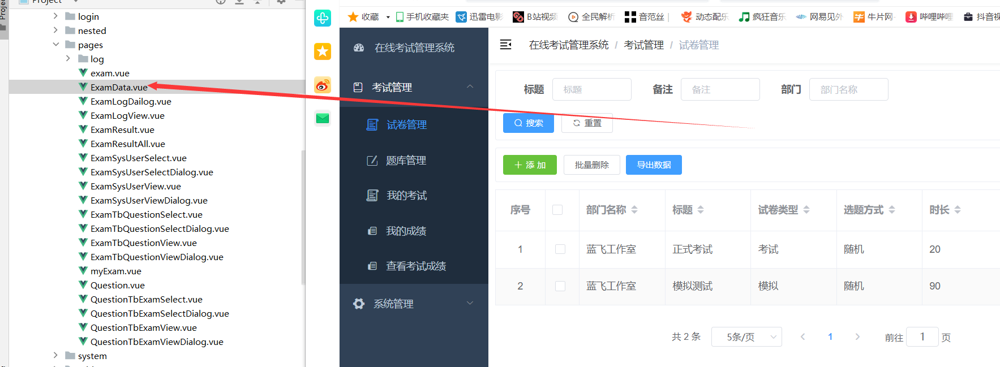 Project
login
nested
pages
log
exam.vue
ExamData.vue
ExamLogDailog.vue
ExamLogView.vue
ExamResult.vue
ExamResultAll.vue
ExamSysUserSelect.vue
ExamSysUserSelectDialog.vue
ExamSysUserView.vue
ExamSysUserViewDialog.vue
ExamTbQuestionSelect.vue
ExamTbQuestionSelectDialog.vue
ExamTbQuestionView.vue
ExamTbQuestionViewDialog.vue
myExam.vue
Question.vue
QuestionTbExamSelect.vue
QuestionTbExamSelectDialog.vue
QuestionTbExamView.vue
QuestionTbExamViewDialog.vue
system
收藏 手机收藏夹 迅雷电影 B站视频 全民解析 音范丝 | 动态配乐 疯狂音乐 网易见外 牛片网- 哔哩哔哩 抖音视
在线考试管理系统
考试管理
试卷管理
题库管理
我的考试
我的成绩
查看考试成绩
系统管理
在线考试管理系统 / 考试管理 / 试卷管理
标题 标题 备注 备注 部门 部门名称
搜索 重置
添加 批量删除 导出数据
序号 部门名称 标题 试卷类型 选题方式 时长
1 蓝飞工作室 正式考试 考试 随机 20
2 蓝飞工作室 模拟测试 模拟 随机 90
共 2 条 5条/页 1 前往 1 页